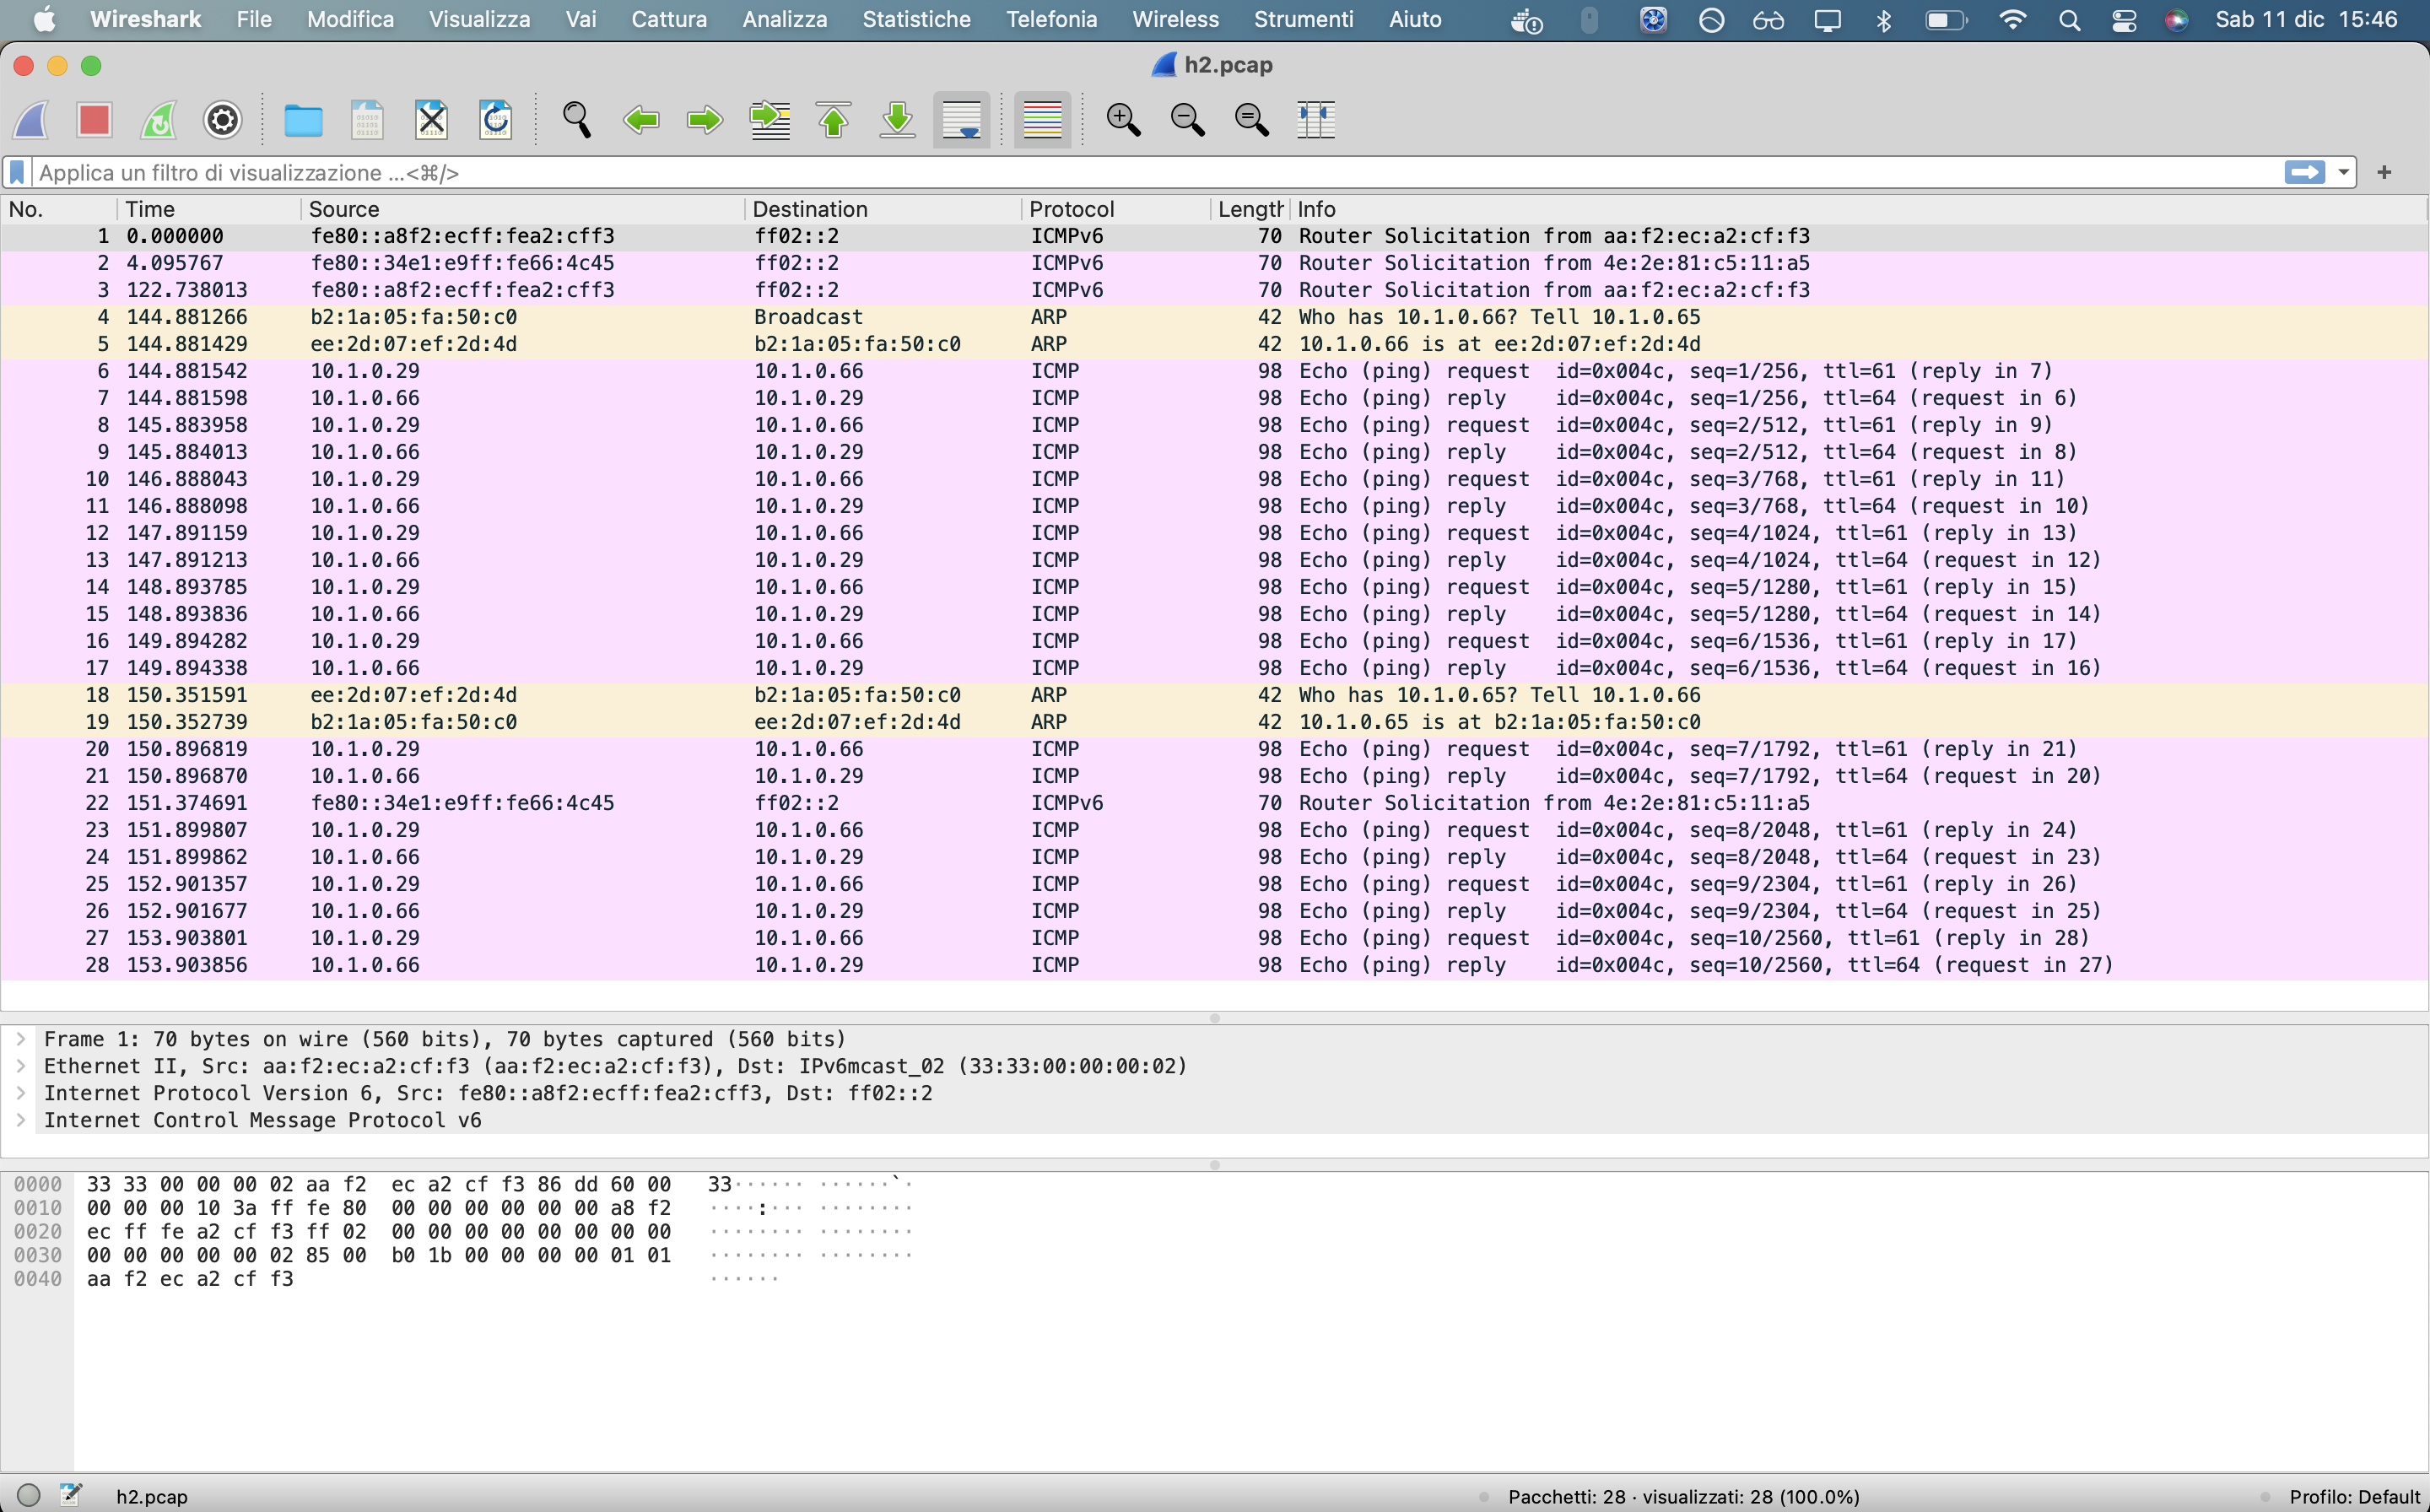 Wireshark File Modifica Visualizza Vai Cattura Analizza Statistiche Telefonia Wireless Strumenti Aiuto Sab 11 dic 15:46
h2.pcap
Applica un filtro di visualizzazione ...<⌘/>
No. Time Source Destination Protocol Length Info
1 0.000000 fe80::a8f2:ecff:fea2:cff3 ff02::2 ICMPv6 70 Router Solicitation from aa:f2:ec:a2:cf:f3
2 4.095767 fe80::34e1:e9ff:fe66:4c45 ff02::2 ICMPv6 70 Router Solicitation from 4e:2e:81:c5:11:a5
3 122.738013 fe80::a8f2:ecff:fea2:cff3 ff02::2 ICMPv6 70 Router Solicitation from aa:f2:ec:a2:cf:f3
4 144.881266 b2:1a:05:fa:50:c0 Broadcast ARP 42 Who has 10.1.0.66? Tell 10.1.0.65
5 144.881429 ee:2d:07:ef:2d:4d b2:1a:05:fa:50:c0 ARP 42 10.1.0.66 is at ee:2d:07:ef:2d:4d
6 144.881542 10.1.0.29 10.1.0.66 ICMP 98 Echo (ping) request id=0x004c, seq=1/256, ttl=61 (reply in 7)
7 144.881598 10.1.0.66 10.1.0.29 ICMP 98 Echo (ping) reply id=0x004c, seq=1/256, ttl=64 (request in 6)
8 145.883958 10.1.0.29 10.1.0.66 ICMP 98 Echo (ping) request id=0x004c, seq=2/512, ttl=61 (reply in 9)
9 145.884013 10.1.0.66 10.1.0.29 ICMP 98 Echo (ping) reply id=0x004c, seq=2/512, ttl=64 (request in 8)
10 146.888043 10.1.0.29 10.1.0.66 ICMP 98 Echo (ping) request id=0x004c, seq=3/768, ttl=61 (reply in 11)
11 146.888098 10.1.0.66 10.1.0.29 ICMP 98 Echo (ping) reply id=0x004c, seq=3/768, ttl=64 (request in 10)
12 147.891159 10.1.0.29 10.1.0.66 ICMP 98 Echo (ping) request id=0x004c, seq=4/1024, ttl=61 (reply in 13)
13 147.891213 10.1.0.66 10.1.0.29 ICMP 98 Echo (ping) reply id=0x004c, seq=4/1024, ttl=64 (request in 12)
14 148.893785 10.1.0.29 10.1.0.66 ICMP 98 Echo (ping) request id=0x004c, seq=5/1280, ttl=61 (reply in 15)
15 148.893836 10.1.0.66 10.1.0.29 ICMP 98 Echo (ping) reply id=0x004c, seq=5/1280, ttl=64 (request in 14)
16 149.894282 10.1.0.29 10.1.0.66 ICMP 98 Echo (ping) request id=0x004c, seq=6/1536, ttl=61 (reply in 17)
17 149.894338 10.1.0.66 10.1.0.29 ICMP 98 Echo (ping) reply id=0x004c, seq=6/1536, ttl=64 (request in 16)
18 150.351591 ee:2d:07:ef:2d:4d b2:1a:05:fa:50:c0 ARP 42 Who has 10.1.0.65? Tell 10.1.0.66
19 150.352739 b2:1a:05:fa:50:c0 ee:2d:07:ef:2d:4d ARP 42 10.1.0.65 is at b2:1a:05:fa:50:c0
20 150.896819 10.1.0.29 10.1.0.66 ICMP 98 Echo (ping) request id=0x004c, seq=7/1792, ttl=61 (reply in 21)
21 150.896870 10.1.0.66 10.1.0.29 ICMP 98 Echo (ping) reply id=0x004c, seq=7/1792, ttl=64 (request in 20)
22 151.374691 fe80::34e1:e9ff:fe66:4c45 ff02::2 ICMPv6 70 Router Solicitation from 4e:2e:81:c5:11:a5
23 151.899807 10.1.0.29 10.1.0.66 ICMP 98 Echo (ping) request id=0x004c, seq=8/2048, ttl=61 (reply in 24)
24 151.899862 10.1.0.66 10.1.0.29 ICMP 98 Echo (ping) reply id=0x004c, seq=8/2048, ttl=64 (request in 23)
25 152.901357 10.1.0.29 10.1.0.66 ICMP 98 Echo (ping) request id=0x004c, seq=9/2304, ttl=61 (reply in 26)
26 152.901677 10.1.0.66 10.1.0.29 ICMP 98 Echo (ping) reply id=0x004c, seq=9/2304, ttl=64 (request in 25)
27 153.903801 10.1.0.29 10.1.0.66 ICMP 98 Echo (ping) request id=0x004c, seq=10/2560, ttl=61 (reply in 28)
28 153.903856 10.1.0.66 10.1.0.29 ICMP 98 Echo (ping) reply id=0x004c, seq=10/2560, ttl=64 (request in 27)
Frame 1: 70 bytes on wire (560 bits), 70 bytes captured (560 bits)
Ethernet II, Src: aa:f2:ec:a2:cf:f3 (aa:f2:ec:a2:cf:f3), Dst: IPv6mcast_02 (33:33:00:00:00:02)
Internet Protocol Version 6, Src: fe80::a8f2:ecff:fea2:cff3, Dst: ff02::2
Internet Control Message Protocol v6
0000 33 33 00 00 00 02 aa f2 ec a2 cf f3 86 dd 60 00 33······ ······`·
0010 00 00 00 10 3a ff fe 80 00 00 00 00 00 00 a8 f2 ····:··· ········
0020 ec ff fe a2 cf f3 ff 02 00 00 00 00 00 00 00 00 ········ ········
0030 00 00 00 00 00 02 85 00 b0 1b 00 00 00 00 01 01 ········ ········
0040 aa f2 ec a2 cf f3 ······
h2.pcap Pacchetti: 28 · visualizzati: 28 (100.0%) Profilo: Default